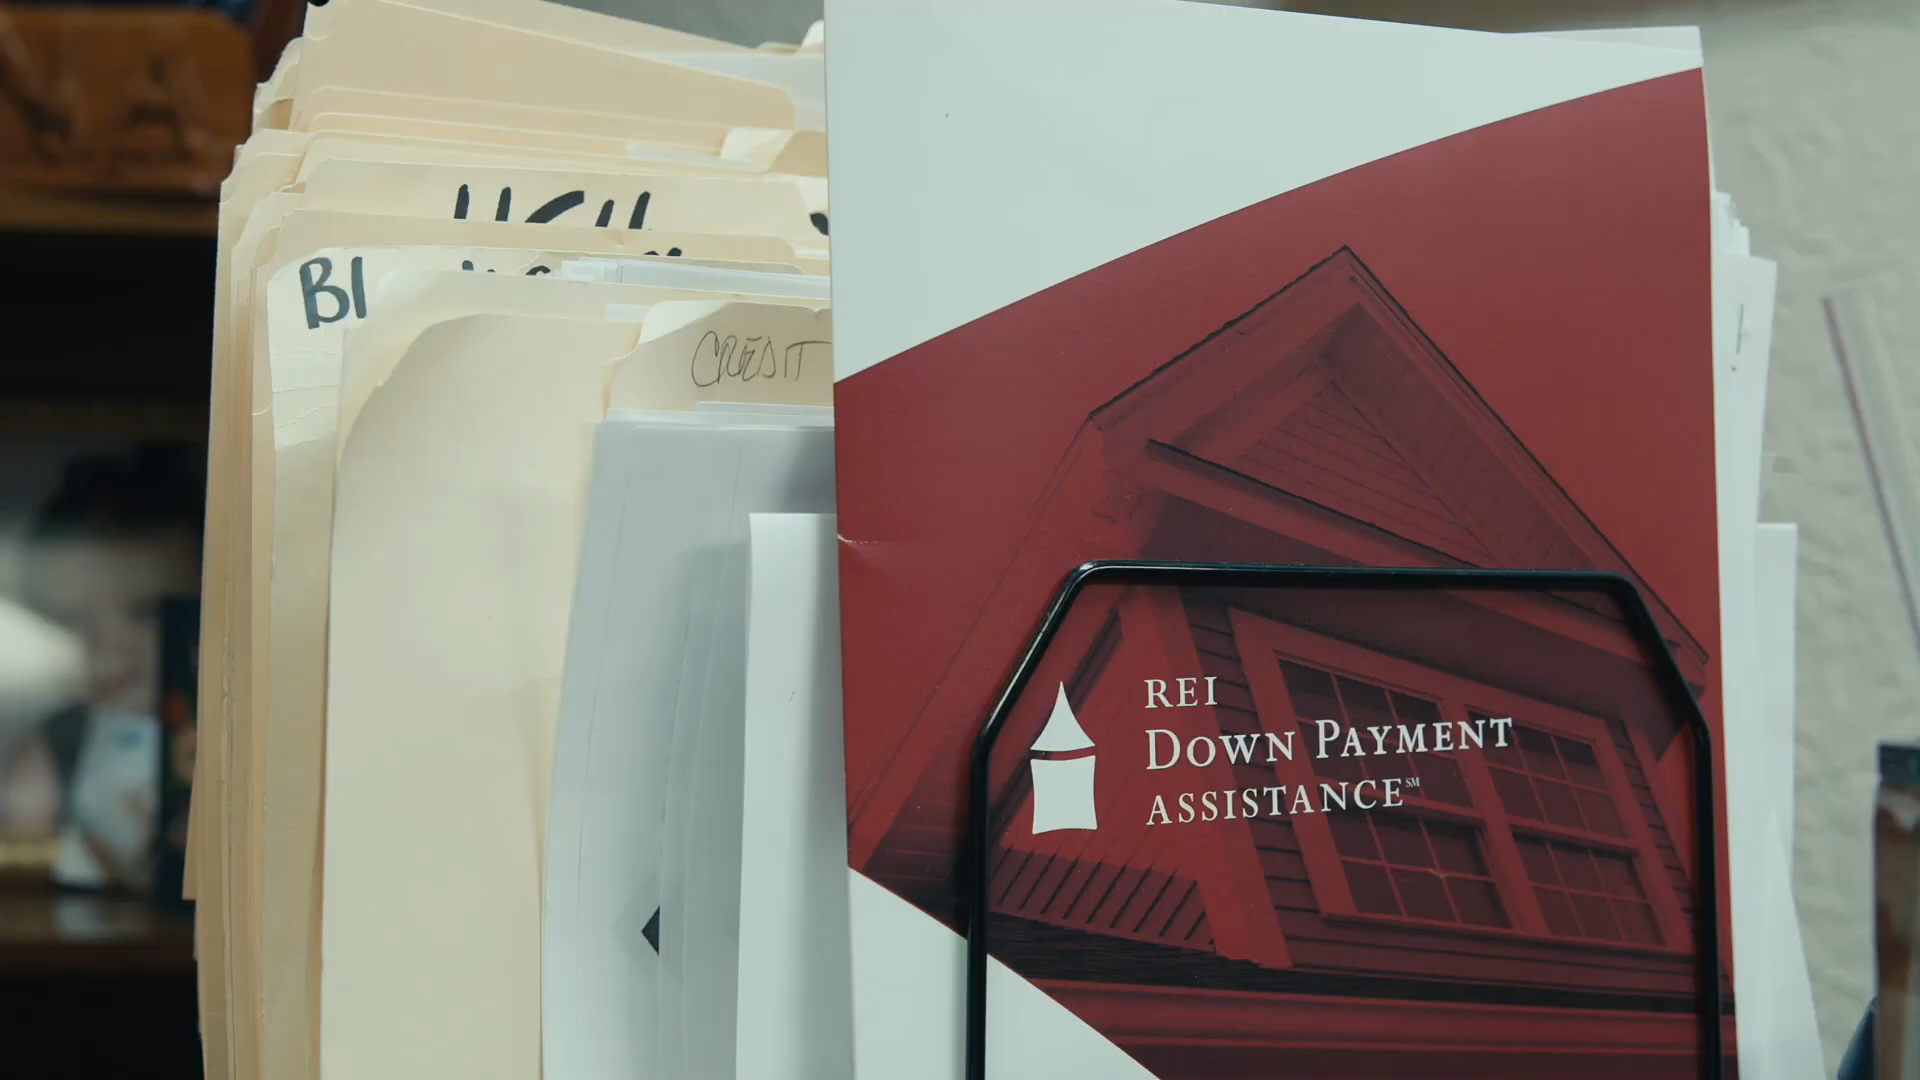 BI
CREDIT
REI
DOWN PAYMENT
ASSISTANCE℠